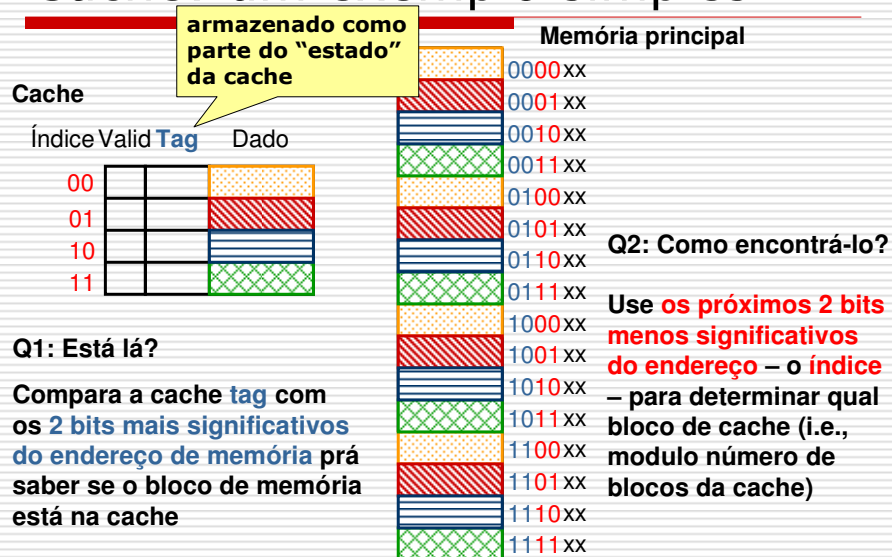 Cache: um exemplo simples
armazenado como
parte do “estado”
da cache
Memória principal
Cache
Índice Valid Tag Dado
00
01
10
11
0000xx
0001xx
0010xx
0011xx
0100xx
0101xx
0110xx
0111xx
1000xx
1001xx
1010xx
1011xx
1100xx
1101xx
1110xx
1111xx
Q1: Está lá?
Compara a cache tag com
os 2 bits mais significativos
do endereço de memória prá
saber se o bloco de memória
está na cache
Q2: Como encontrá-lo?
Use os próximos 2 bits
menos significativos
do endereço – o índice
– para determinar qual
bloco de cache (i.e.,
modulo número de
blocos da cache)